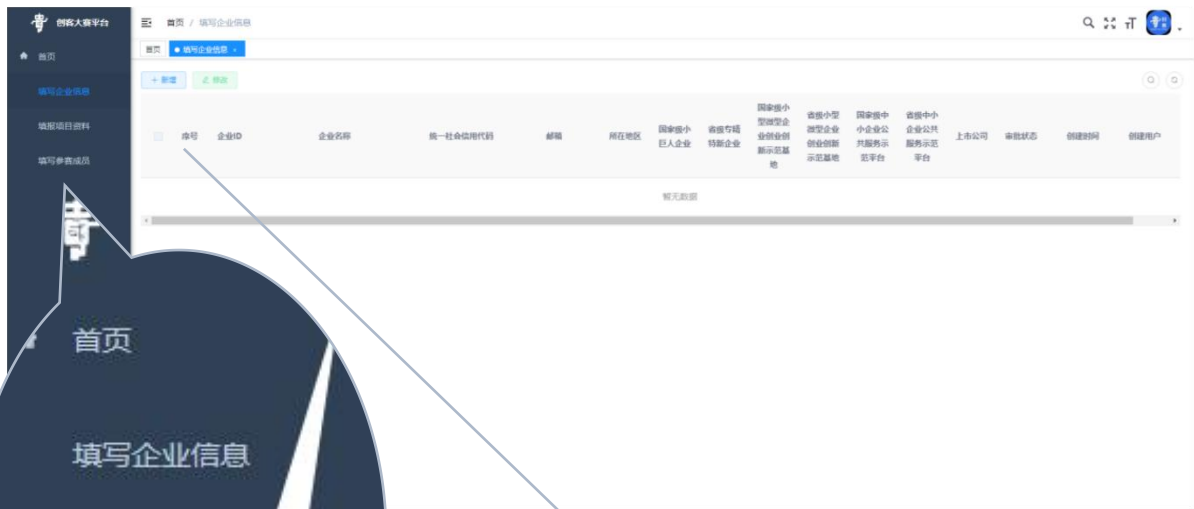 创客大赛平台
首页 / 填写企业信息
首页
填写企业信息 ×
首页
填写企业信息
填报项目资料
填写参赛成员
+ 新增
修改
序号
企业ID
企业名称
统一社会信用代码
邮箱
所在地区
国家级小
巨人企业
省级专精
特新企业
国家级小
型微型企
业创业创
新示范基
地
省级小型
微型企业
创业创新
示范基地
国家级中
小企业公
共服务示
范平台
省级中小
企业公共
服务示范
平台
上市公司
审批状态
创建时间
创建用户
暂无数据
首页
填写企业信息